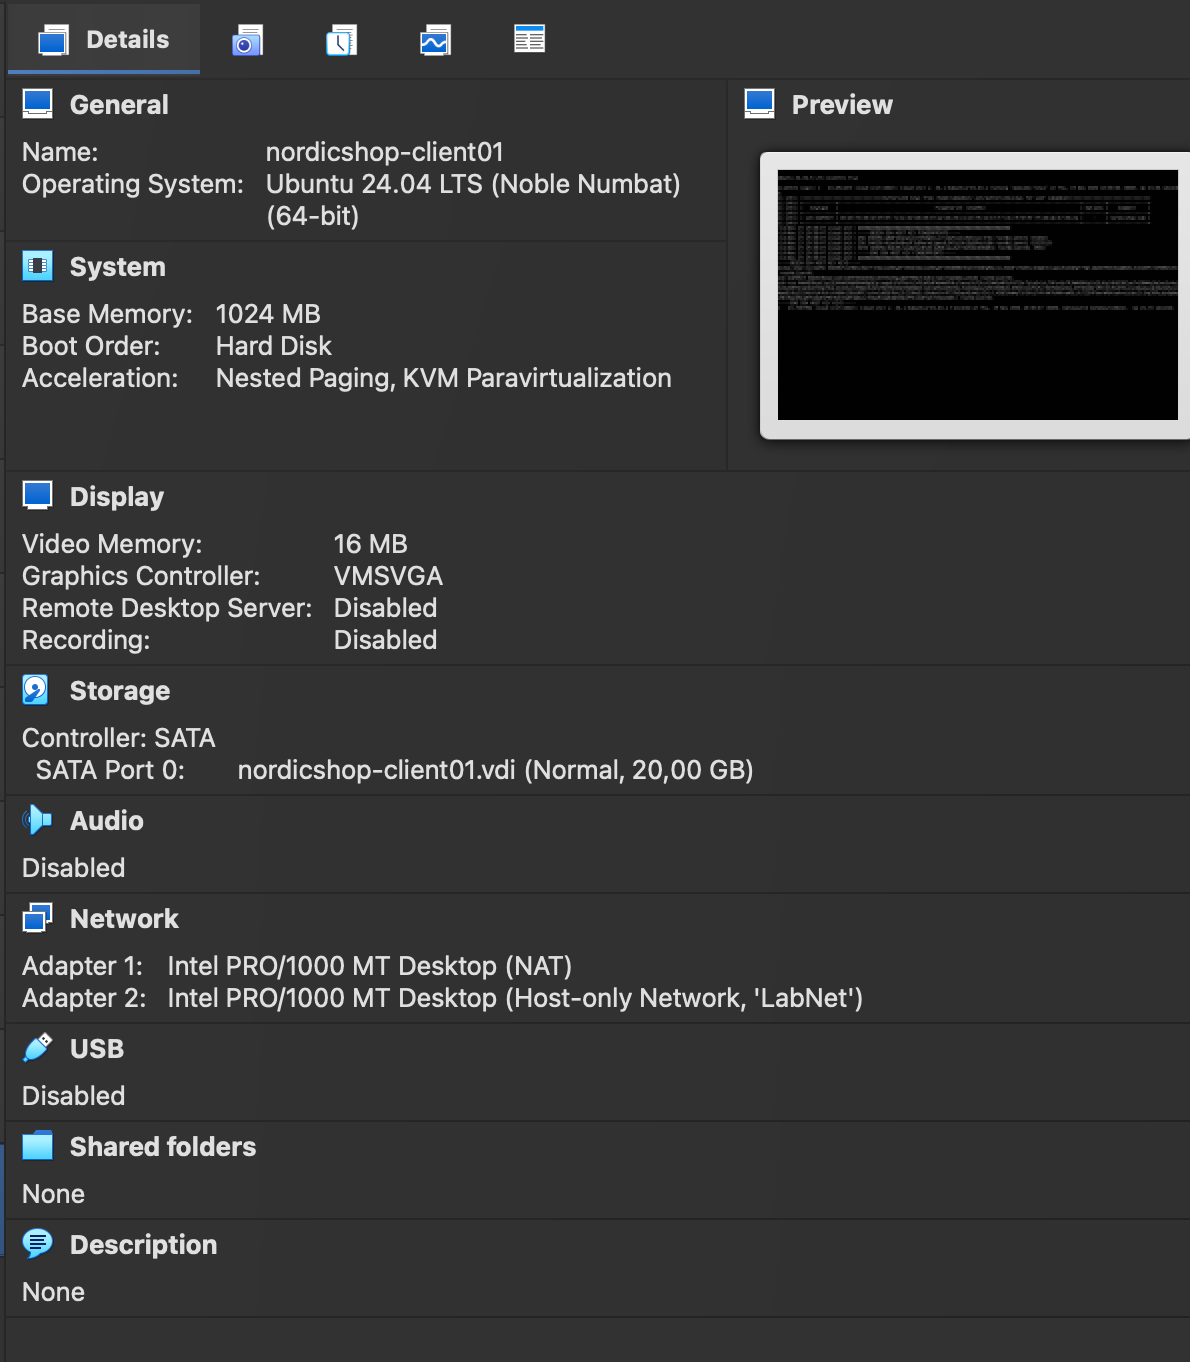 Details
General
Name: nordicshop-client01
Operating System: Ubuntu 24.04 LTS (Noble Numbat)
(64-bit)
Preview
System
Base Memory: 1024 MB
Boot Order: Hard Disk
Acceleration: Nested Paging, KVM Paravirtualization
Display
Video Memory: 16 MB
Graphics Controller: VMSVGA
Remote Desktop Server: Disabled
Recording: Disabled
Storage
Controller: SATA
SATA Port 0: nordicshop-client01.vdi (Normal, 20,00 GB)
Audio
Disabled
Network
Adapter 1: Intel PRO/1000 MT Desktop (NAT)
Adapter 2: Intel PRO/1000 MT Desktop (Host-only Network, 'LabNet')
USB
Disabled
Shared folders
None
Description
None